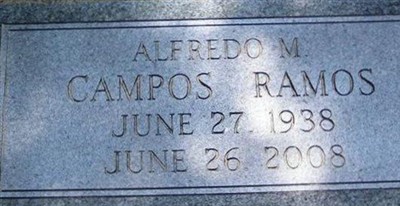 ALFREDO M.
CAMPOS RAMOS
JUNE 27. 1938
JUNE 26. 2008